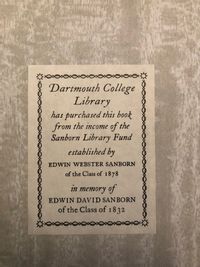 Dartmouth College
Library
has purchased this book
from the income of the
Sanborn Library Fund
established by
EDWIN WEBSTER SANBORN
of the Class of 1878
in memory of
EDWIN DAVID SANBORN
of the Class of 1832